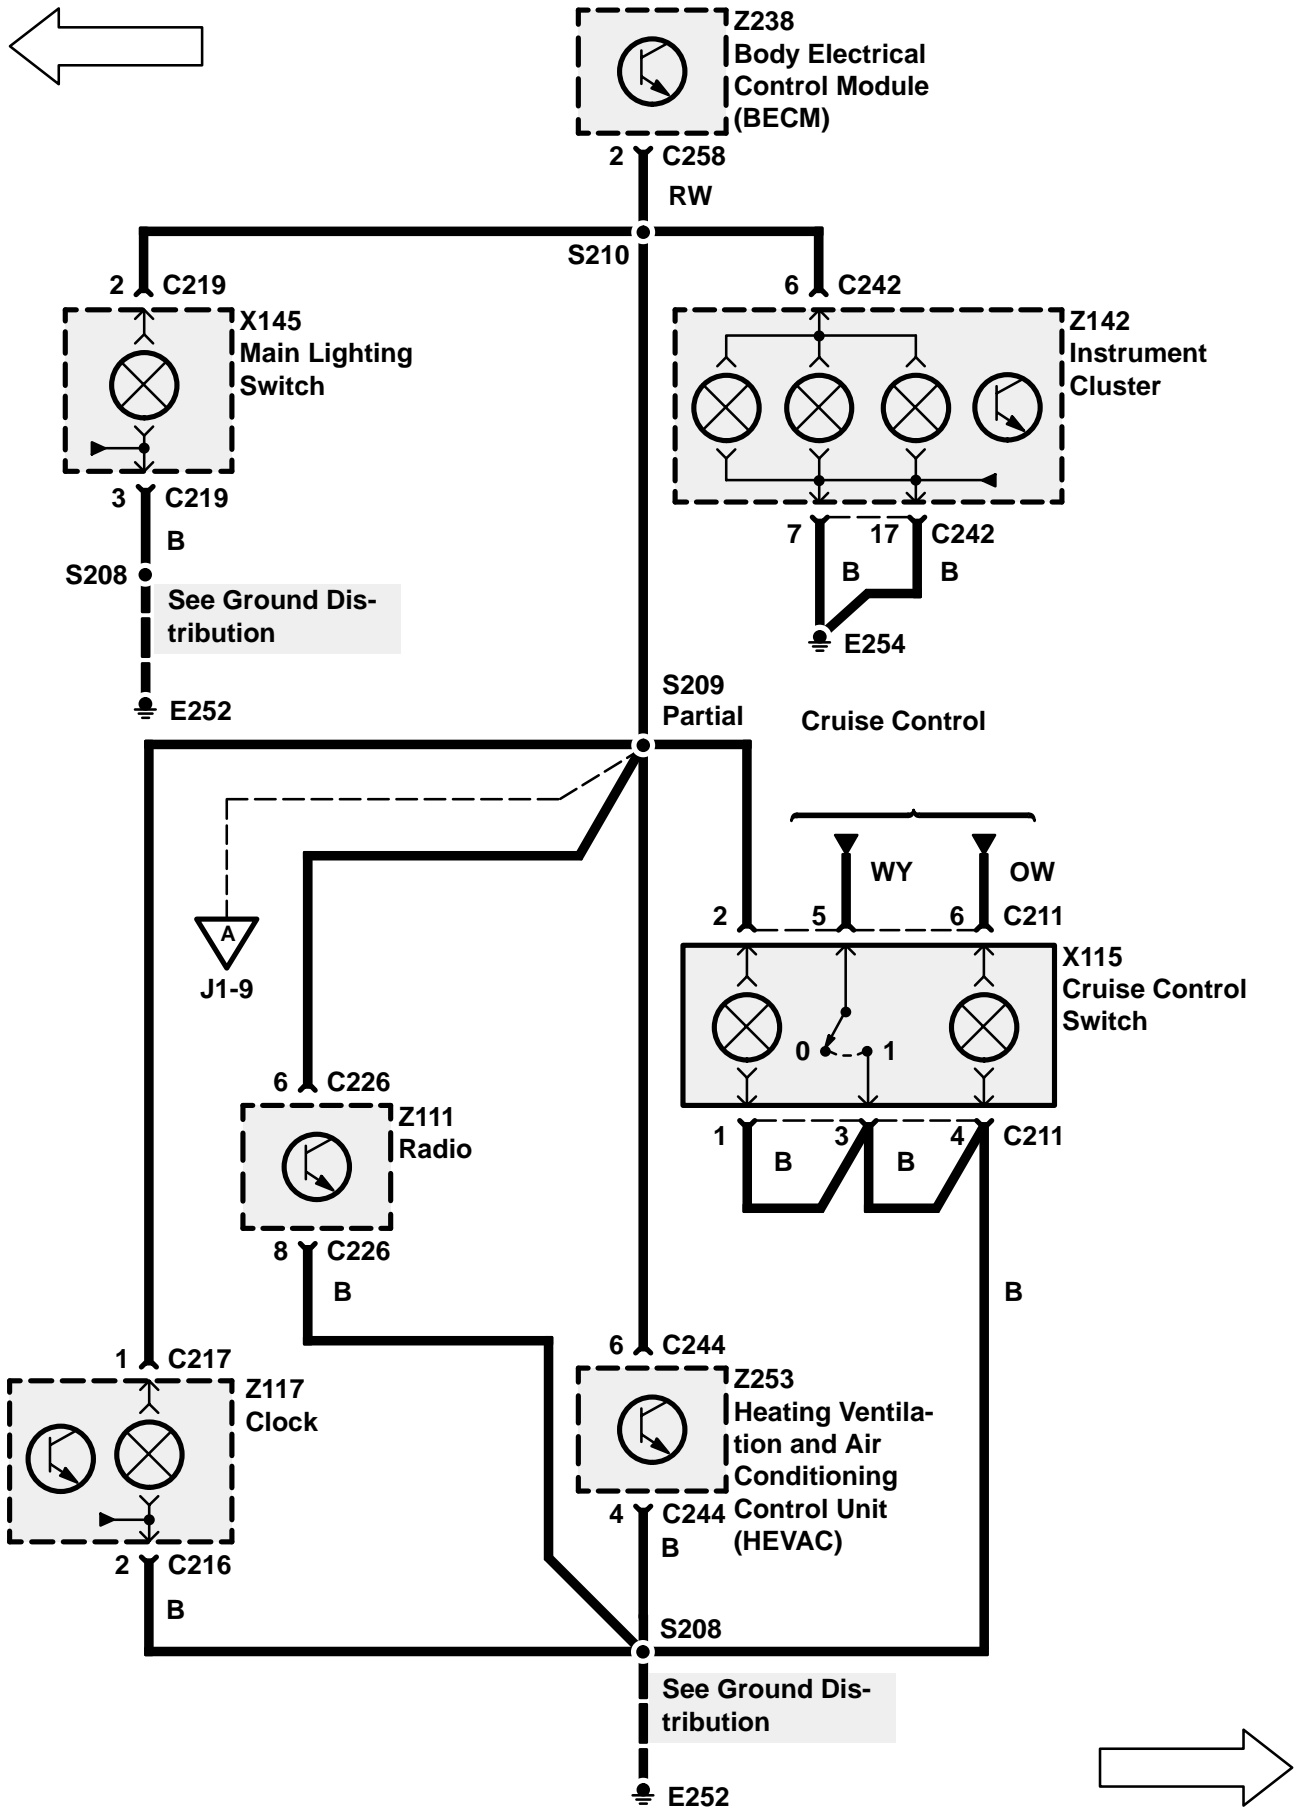 Z238
Body Electrical
Control Module
(BECM)
2 C258
RW
S210
2 C219
6 C242
X145
Main Lighting
Switch
Z142
Instrument
Cluster
3 C219
B
7 17 C242
B B
S208
See Ground Dis-
tribution
E254
E252
S209
Partial
Cruise Control
WY OW
2 5 6 C211
A
J1-9
X115
Cruise Control
Switch
0 1
6 C226
Z111
Radio
1 3 4 C211
B B
8 C226
B
B
6 C244
1 C217
Z117
Clock
Z253
Heating Ventila-
tion and Air
Conditioning
Control Unit
(HEVAC)
4 C244
B
2 C216
B
S208
See Ground Dis-
tribution
E252